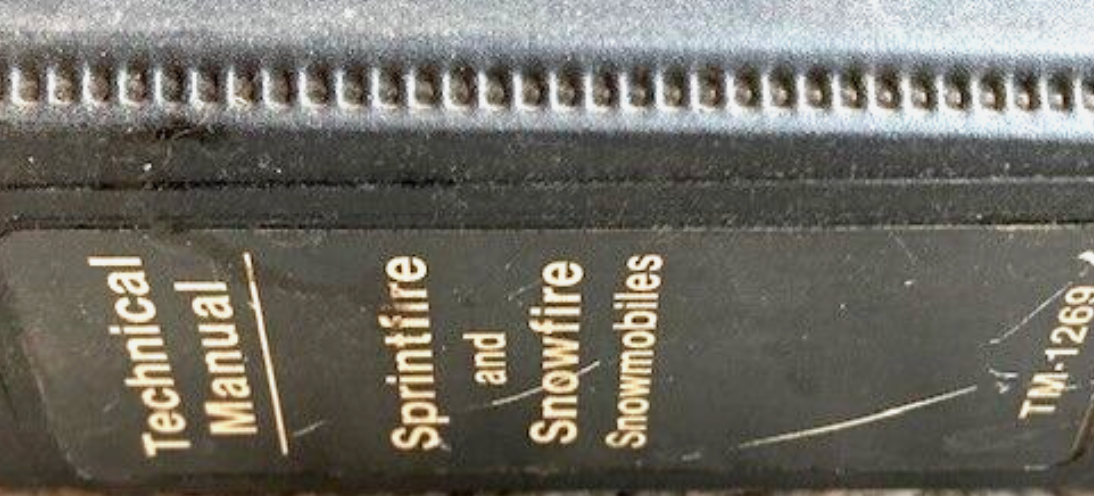 Technical
Manual
Sprintfire
and
Snowfire
Snowmobiles
TM-1269